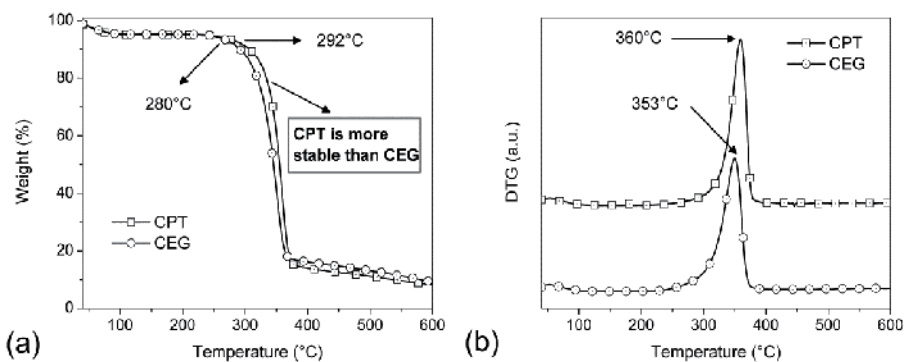 100
80
60
40
20
0
Weight (%)
292°C
280°C
CPT is more
stable than CEG
CPT
CEG
100 200 300 400 500 600
Temperature (°C)
(a)
DTG (a.u.)
360°C
353°C
CPT
CEG
100 200 300 400 500 600
Temperature (°C)
(b)